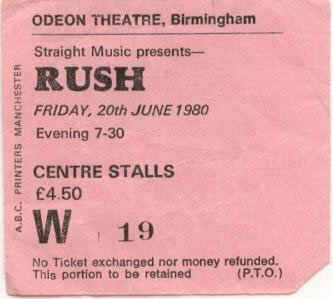 ODEON THEATRE, Birmingham
Straight Music presents—
RUSH
FRIDAY, 20th JUNE 1980
Evening 7-30
CENTRE STALLS
£4.50
W 19
No Ticket exchanged nor money refunded.
This portion to be retained (P.T.O.)
A.B.C. PRINTERS MANCHESTER